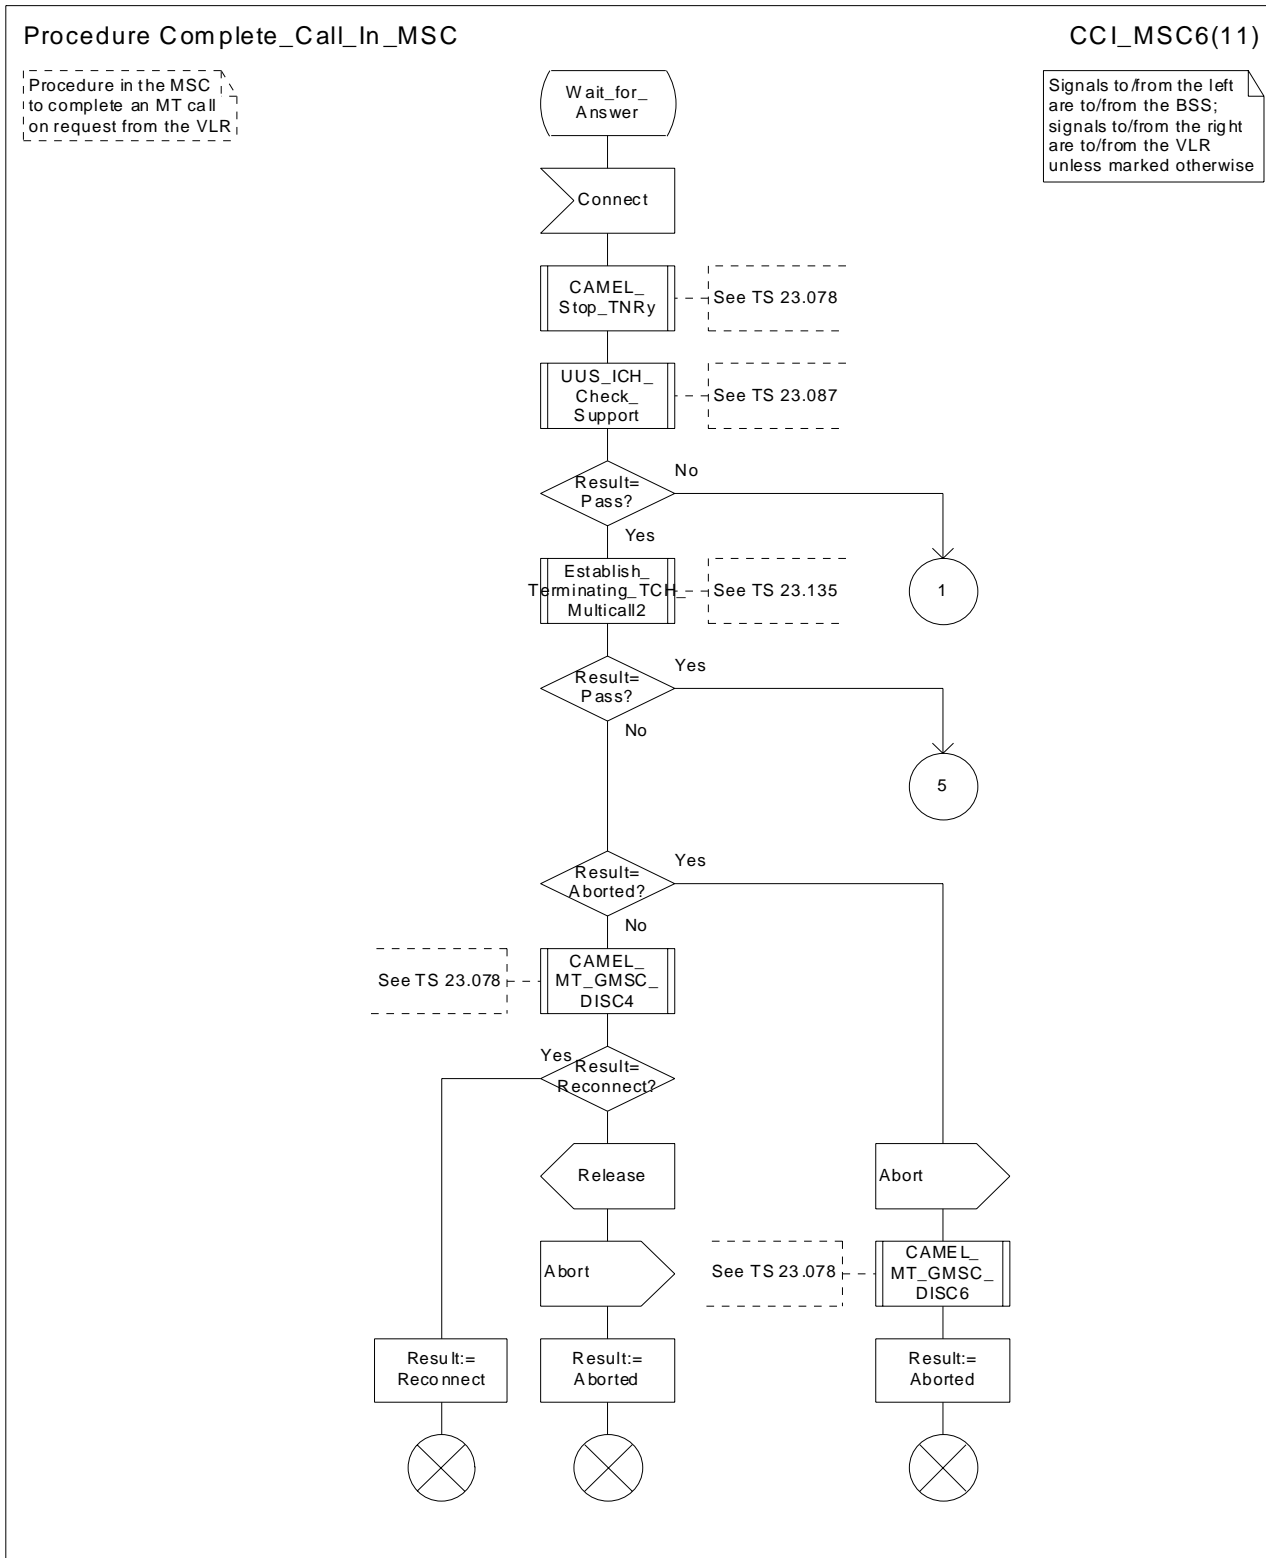 Procedure Complete_Call_In_MSC
CCI_MSC6(11)
Procedure in the MSC
to complete an MT call
on request from the VLR
Signals to/from the left
are to/from the BSS;
signals to/from the right
are to/from the VLR
unless marked otherwise
Wait_for_
Answer
Connect
CAMEL_
Stop_TNRy
See TS 23.078
UUS_ICH_
Check_
Support
See TS 23.087
Result=
Pass?
No
Yes
1
Establish_
Terminating_TCH_
Multicall2
See TS 23.135
Result=
Pass?
Yes
No
5
Result=
Aborted?
Yes
No
See TS 23.078
CAMEL_
MT_GMSC_
DISC4
Yes
Result=
Reconnect?
Release
Abort
Abort
See TS 23.078
CAMEL_
MT_GMSC_
DISC6
Result:=
Reconnect
Result:=
Aborted
Result:=
Aborted